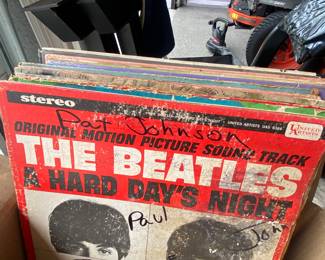 stereo
UNITED ARTISTS
Pat Johnson
ORIGINAL MOTION PICTURE SOUND TRACK
THE BEATLES
A HARD DAY'S NIGHT
Paul
John